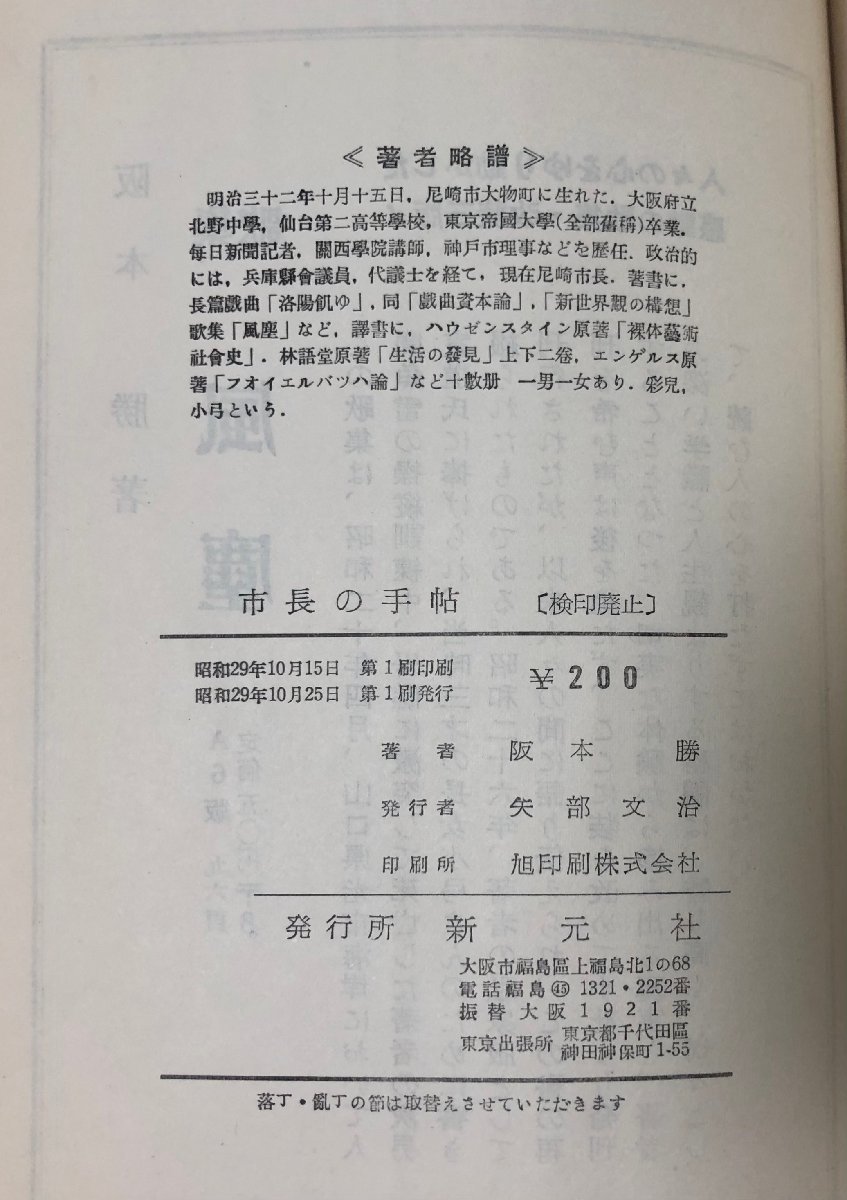 ≪著者略譜≫
明治三十二年十月十五日，尼崎市大物町に生れた．大阪府立
北野中學，仙台第二高等學校，東京帝國大學(全部舊稱)卒業．
毎日新聞記者，關西學院講師，神戸市理事などを歴任．政治的
には，兵庫縣會議員，代議士を経て，現在尼崎市長．著書に．
長篇戯曲「洛陽飢ゆ」，同「戯曲資本論」，「新世界觀の構想」
歌集「風塵」など，譯書に，ハウゼンスタイン原著「裸体藝術
社會史」．林語堂原著「生活の發見」上下二卷，エンゲルス原
著「フオイエルバツハ論」など十數册　一男一女あり．彩兒，
小弓という．
市長の手帖　〔検印廃止〕
昭和29年10月15日　第1刷印刷
昭和29年10月25日　第1刷発行
¥200
著者　阪本勝
発行者　矢部文治
印刷所　旭印刷株式会社
発行所　新元社
大阪市福島區上福島北1の68
電話福島㊺1321・2252番
振替大阪1921番
東京出張所　東京都千代田區
神田神保町1-55
落丁・亂丁の節は取替えさせていただきます